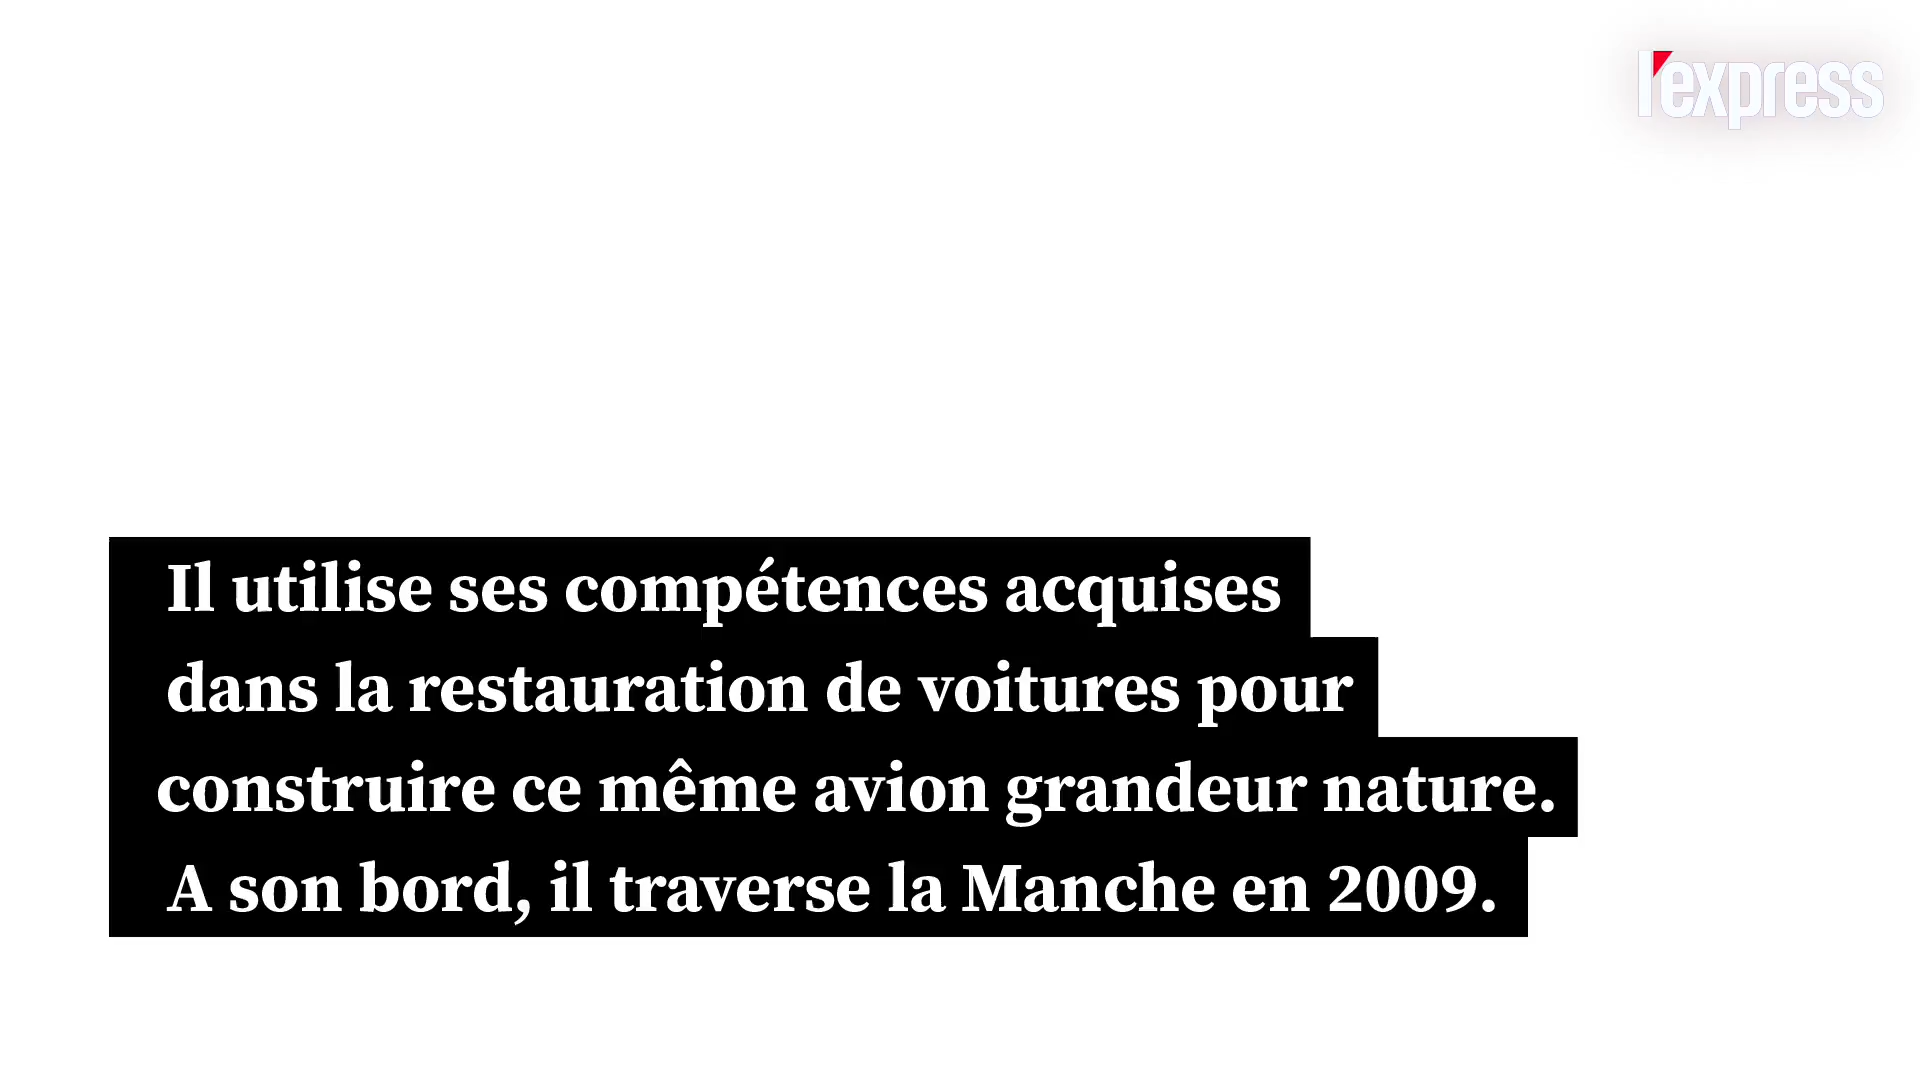 l'express
Il utilise ses compétences acquises
dans la restauration de voitures pour
construire ce même avion grandeur nature.
A son bord, il traverse la Manche en 2009.